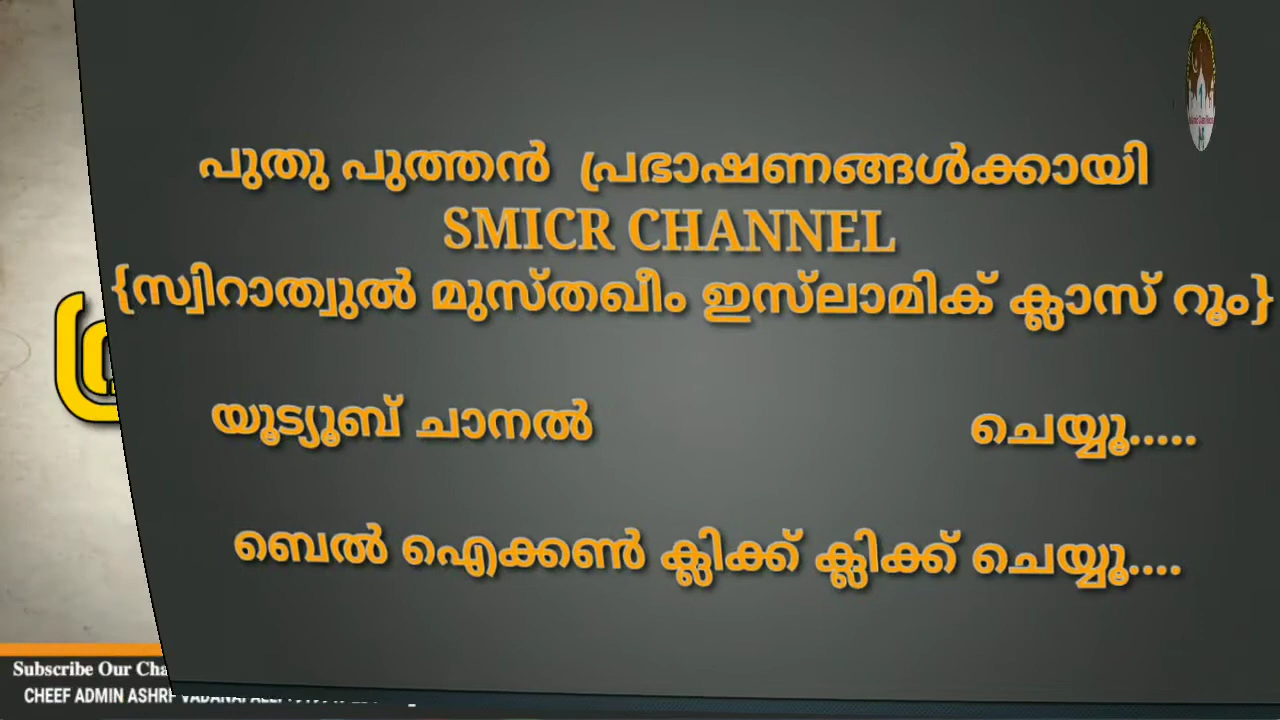 പുതു പുത്തൻ പ്രഭാഷണങ്ങൾക്കായി
SMICR CHANNEL
{സ്വിറാത്വുൽ മുസ്തഖീം ഇസ്‌ലാമിക് ക്ലാസ് റൂം}
യൂട്യൂബ് ചാനൽ ചെയ്യൂ.....
ബെൽ ഐക്കൺ ക്ലിക്ക് ക്ലിക്ക് ചെയ്യൂ....
Subscribe Our Cha
CHEEF ADMIN ASHRF